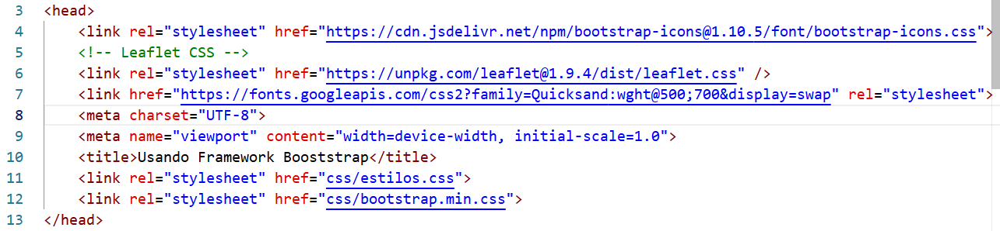 3 <head>
4 <link rel="stylesheet" href="https://cdn.jsdelivr.net/npm/bootstrap-icons@1.10.5/font/bootstrap-icons.css">
5 <!-- Leaflet CSS -->
6 <link rel="stylesheet" href="https://unpkg.com/leaflet@1.9.4/dist/leaflet.css" />
7 <link href="https://fonts.googleapis.com/css2?family=Quicksand:wght@500;700&display=swap" rel="stylesheet">
8 <meta charset="UTF-8">
9 <meta name="viewport" content="width=device-width, initial-scale=1.0">
10 <title>Usando Framework Booststrap</title>
11 <link rel="stylesheet" href="css/estilos.css">
12 <link rel="stylesheet" href="css/bootstrap.min.css">
13 </head>